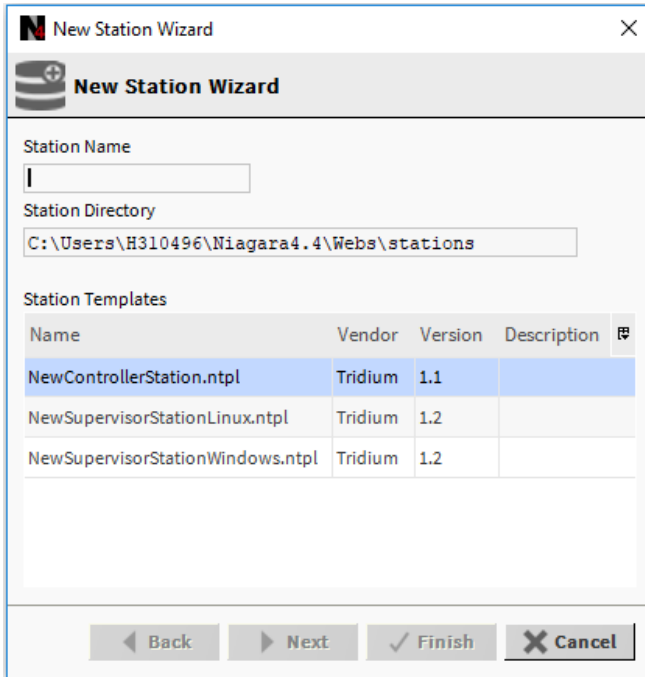 New Station Wizard
New Station Wizard
Station Name
Station Directory
C:\Users\H310496\Niagara4.4\Webs\stations
Station Templates
Name Vendor Version Description
NewControllerStation.ntpl Tridium 1.1
NewSupervisorStationLinux.ntpl Tridium 1.2
NewSupervisorStationWindows.ntpl Tridium 1.2
Back Next Finish Cancel